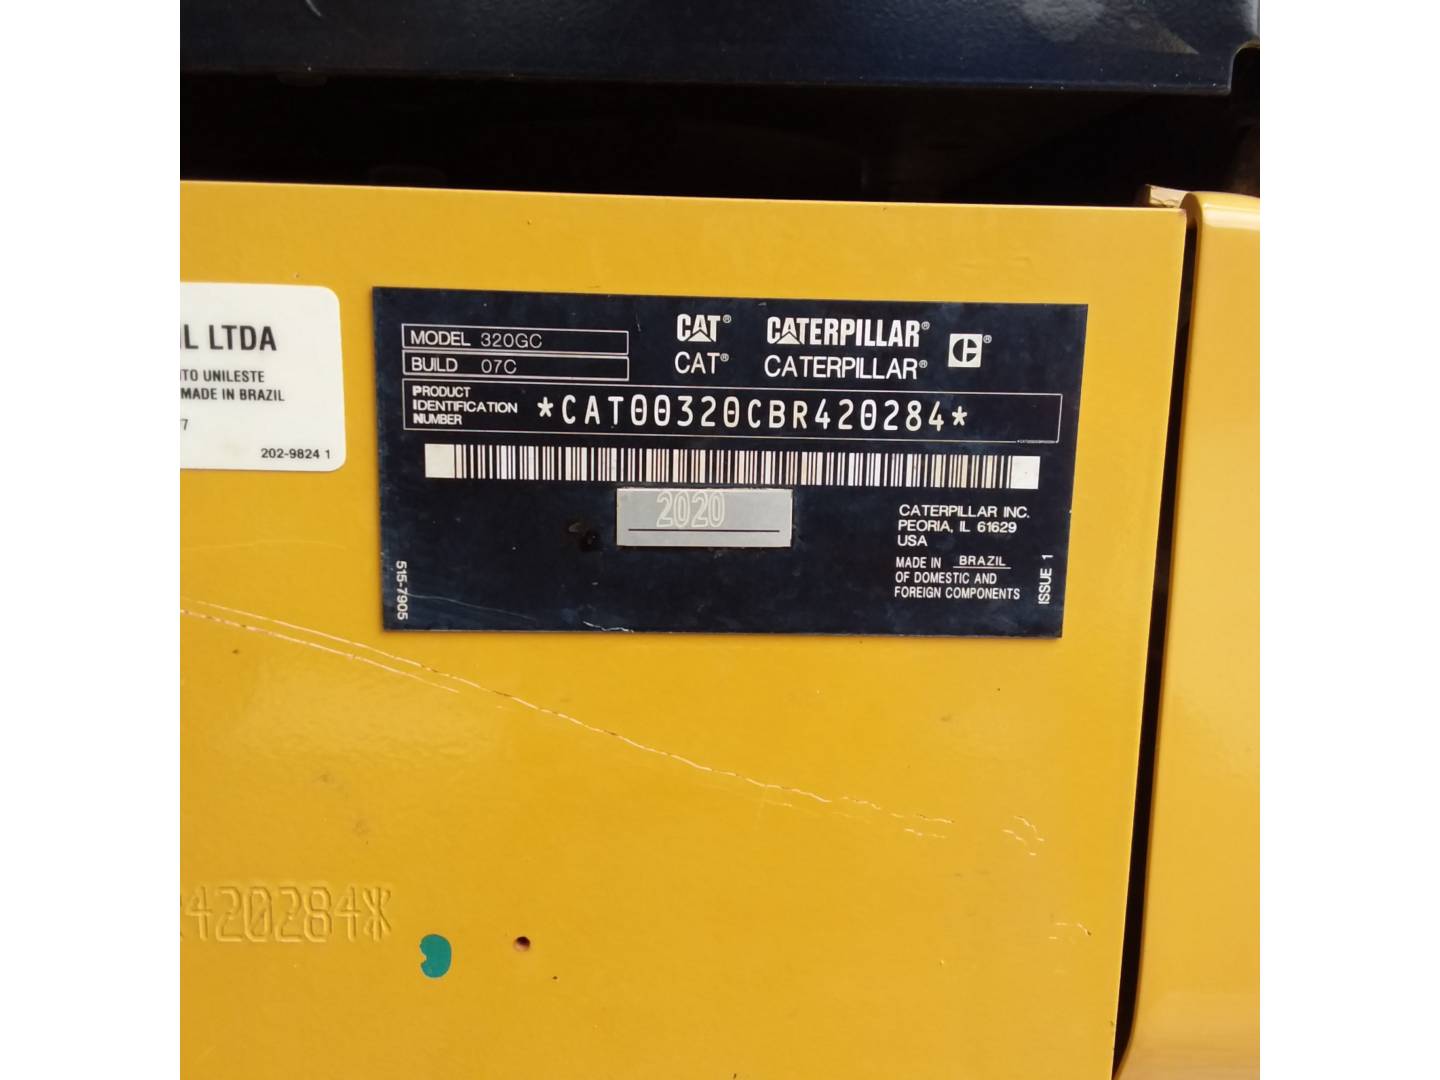 L LTDA
TO UNILESTE
MADE IN BRAZIL
7
202-9824 1
MODEL 320GC
BUILD 07C
CAT® CATERPILLAR® C®
CAT® CATERPILLAR®
PRODUCT
IDENTIFICATION
NUMBER
*CAT00320CBR420284*
2020
CATERPILLAR INC.
PEORIA, IL 61629
USA
MADE IN BRAZIL
OF DOMESTIC AND
FOREIGN COMPONENTS
ISSUE 1
515-7905
420284*